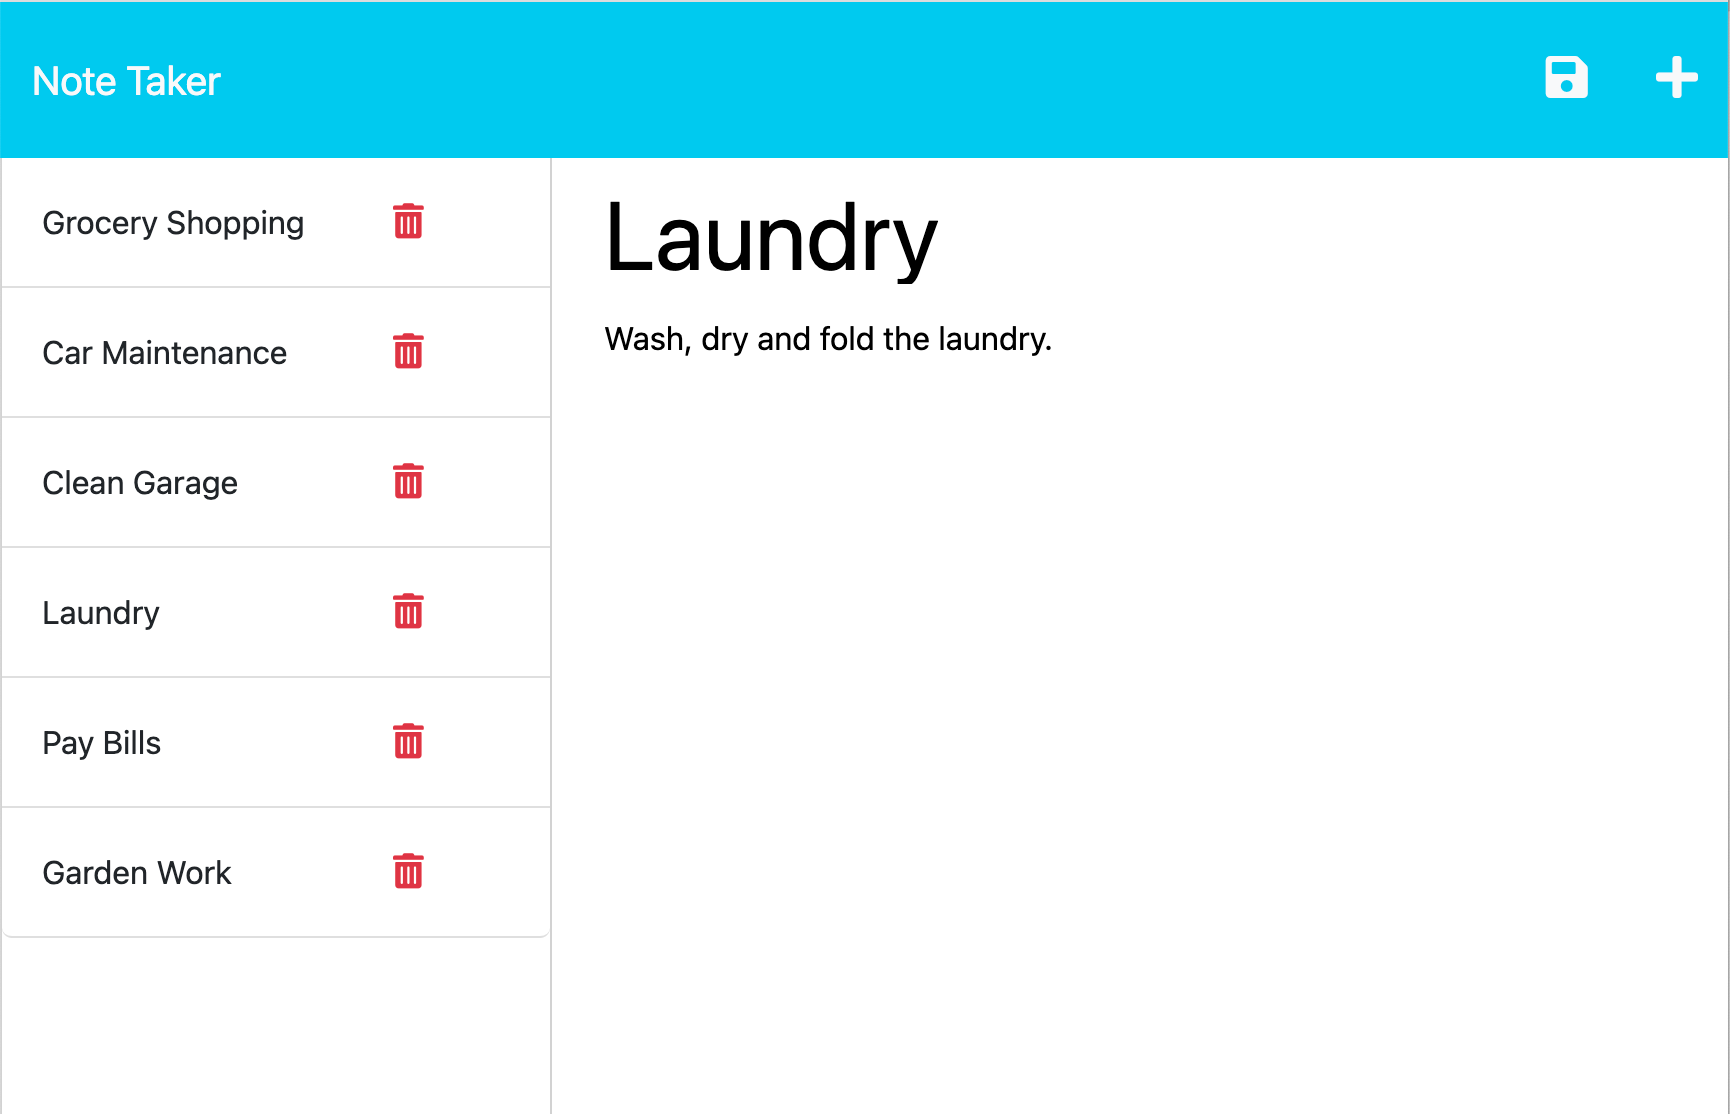 Note Taker
Grocery Shopping
Car Maintenance
Clean Garage
Laundry
Pay Bills
Garden Work
Laundry
Wash, dry and fold the laundry.